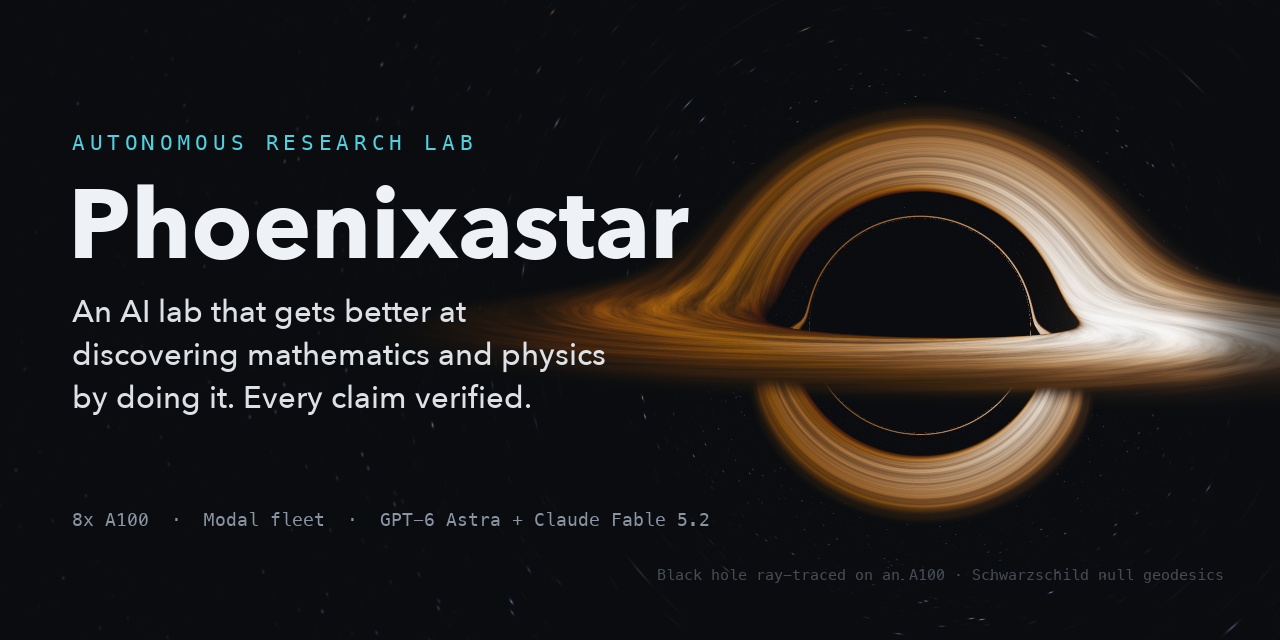 AUTONOMOUS RESEARCH LAB
Phoenixastar
An AI lab that gets better at
discovering mathematics and physics
by doing it. Every claim verified.
8x A100 · Modal fleet · GPT−6 Astra + Claude Fable 5.2
Black hole ray−traced on an A100 · Schwarzschild null geodesics